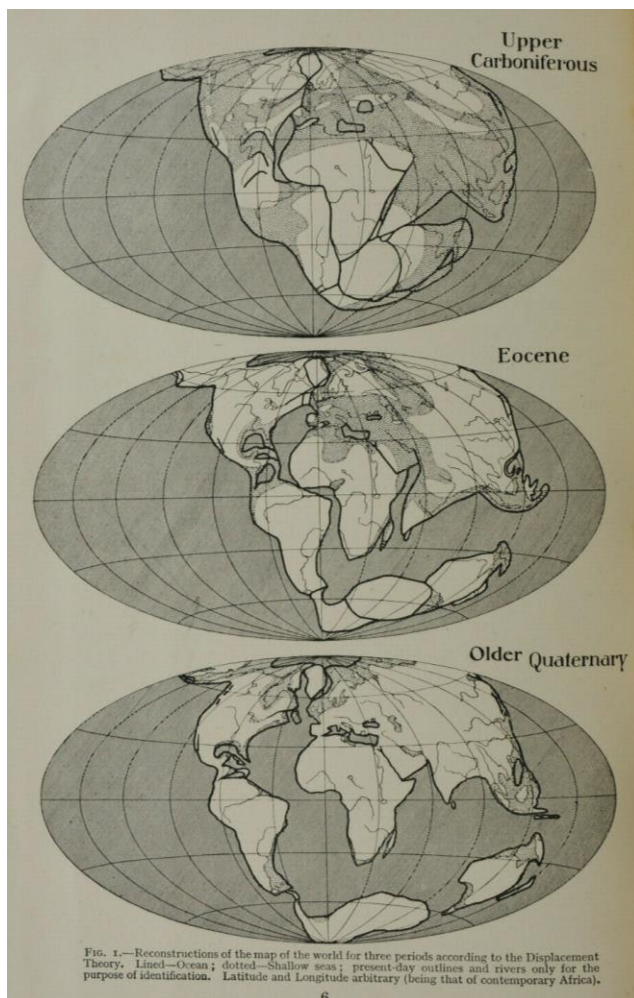 Upper
Carboniferous
Eocene
Older Quaternary
FIG. 1.—Reconstructions of the map of the world for three periods according to the Displacement
Theory. Lined—Ocean; dotted—Shallow seas; present-day outlines and rivers only for the
purpose of identification. Latitude and Longitude arbitrary (being that of contemporary Africa).
6